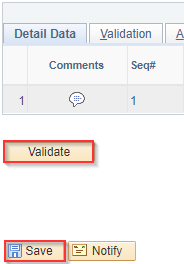 Detail Data Validation A
Comments Seq#
1 1
Validate
Save Notify